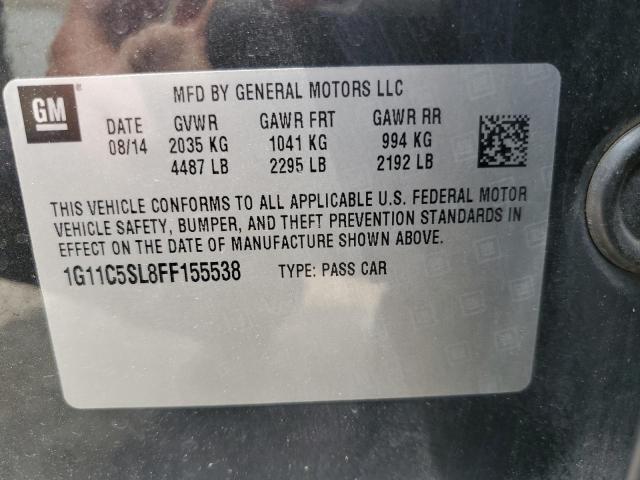 GM
®
MFD BY GENERAL MOTORS LLC
DATE GVWR GAWR FRT GAWR RR
08/14 2035 KG 1041 KG 994 KG
4487 LB 2295 LB 2192 LB
THIS VEHICLE CONFORMS TO ALL APPLICABLE U.S. FEDERAL MOTOR
VEHICLE SAFETY, BUMPER, AND THEFT PREVENTION STANDARDS IN
EFFECT ON THE DATE OF MANUFACTURE SHOWN ABOVE.
1G11C5SL8FF155538 TYPE: PASS CAR